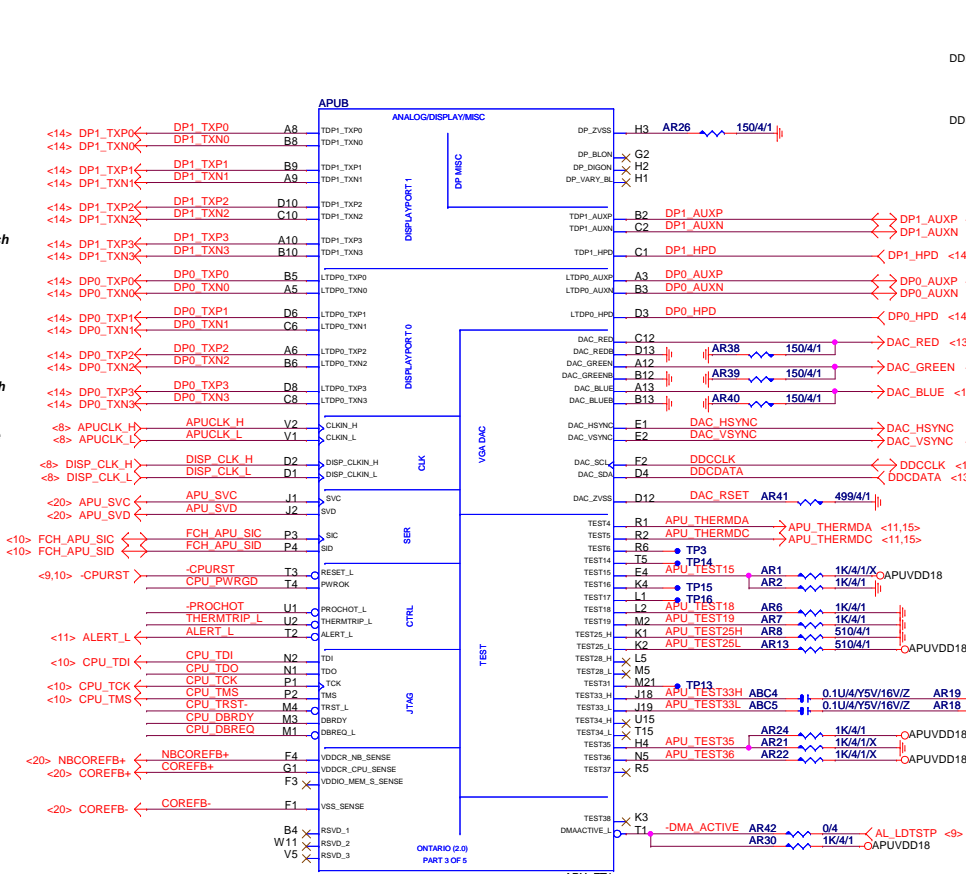 DD
DD
APUB
ANALOG/DISPLAY/MISC
<14> DP1_TXP0 DP1_TXP0 A8 TDP1_TXP0 DP_ZVSS H3 AR26 150/4/1
<14> DP1_TXN0 DP1_TXN0 B8 TDP1_TXN0
DP_BLON G2
<14> DP1_TXP1 DP1_TXP1 B9 TDP1_TXP1 DP_DIGON H2
<14> DP1_TXN1 DP1_TXN1 A9 TDP1_TXN1 DP_VARY_BL H1
DP MISC
DISPLAYPORT 1
<14> DP1_TXP2 DP1_TXP2 D10 TDP1_TXP2
<14> DP1_TXN2 DP1_TXN2 C10 TDP1_TXN2
TDP1_AUXP B2 DP1_AUXP DP1_AUXP
TDP1_AUXN C2 DP1_AUXN DP1_AUXN
<14> DP1_TXP3 DP1_TXP3 A10 TDP1_TXP3
<14> DP1_TXN3 DP1_TXN3 B10 TDP1_TXN3 TDP1_HPD C1 DP1_HPD DP1_HPD <14
<14> DP0_TXP0 DP0_TXP0 B5 LTDP0_TXP0 LTDP0_AUXP A3 DP0_AUXP DP0_AUXP
<14> DP0_TXN0 DP0_TXN0 A5 LTDP0_TXN0 LTDP0_AUXN B3 DP0_AUXN DP0_AUXN
<14> DP0_TXP1 DP0_TXP1 D6 LTDP0_TXP1 LTDP0_HPD D3 DP0_HPD DP0_HPD <14
<14> DP0_TXN1 DP0_TXN1 C6 LTDP0_TXN1
DISPLAYPORT 0
DAC_RED C12 DAC_RED <13
<14> DP0_TXP2 DP0_TXP2 A6 LTDP0_TXP2 DAC_REDB D13 AR38 150/4/1
<14> DP0_TXN2 DP0_TXN2 B6 LTDP0_TXN2 DAC_GREEN A12 DAC_GREEN
DAC_GREENB B12 AR39 150/4/1
<14> DP0_TXP3 DP0_TXP3 D8 LTDP0_TXP3 DAC_BLUE A13 DAC_BLUE <1
<14> DP0_TXN3 DP0_TXN3 C8 LTDP0_TXN3 DAC_BLUEB B13 AR40 150/4/1
<8> APUCLK_H APUCLK_H V2 CLKIN_H DAC_HSYNC E1 DAC_HSYNC DAC_HSYNC
<8> APUCLK_L APUCLK_L V1 CLKIN_L DAC_VSYNC E2 DAC_VSYNC DAC_VSYNC
CLK
VGA DAC
<8> DISP_CLK_H DISP_CLK_H D2 DISP_CLKIN_H DAC_SCL F2 DDCCLK DDCCLK <1
<8> DISP_CLK_L DISP_CLK_L D1 DISP_CLKIN_L DAC_SDA D4 DDCDATA DDCDATA <13
<20> APU_SVC APU_SVC J1 SVC DAC_ZVSS D12 DAC_RSET AR41 499/4/1
<20> APU_SVD APU_SVD J2 SVD
SER
TEST4 R1 APU_THERMDA APU_THERMDA <11,15>
<10> FCH_APU_SIC FCH_APU_SIC P3 SIC TEST5 R2 APU_THERMDC APU_THERMDC <11,15>
<10> FCH_APU_SID FCH_APU_SID P4 SID TEST6 R6 TP3
TEST14 T5 TP14
<9,10> -CPURST -CPURST T3 RESET_L TEST15 E4 APU_TEST15 AR1 1K/4/1/X APUVDD18
CPU_PWRGD T4 PWROK TEST16 K4 TP15 AR2 1K/4/1
TEST17 L1 TP16
-PROCHOT U1 PROCHOT_L TEST18 L2 APU_TEST18 AR6 1K/4/1
THERMTRIP_L U2 THERMTRIP_L TEST19 M2 APU_TEST19 AR7 1K/4/1
<11> ALERT_L ALERT_L T2 ALERT_L TEST25_H K1 APU_TEST25H AR8 510/4/1
CTRL
TEST25_L K2 APU_TEST25L AR13 510/4/1 APUVDD18
TEST
<10> CPU_TDI CPU_TDI N2 TDI TEST28_H L5
CPU_TDO N1 TDO TEST28_L M5
<10> CPU_TCK CPU_TCK P1 TCK TEST31 M21 TP13
<10> CPU_TMS CPU_TMS P2 TMS TEST33_H J18 APU_TEST33H ABC4 0.1U/4/Y5V/16V/Z AR19
CPU_TRST- M4 TRST_L TEST33_L J19 APU_TEST33L ABC5 0.1U/4/Y5V/16V/Z AR18
JTAG
CPU_DBRDY M3 DBRDY TEST34_H U15
CPU_DBREQ M1 DBREQ_L TEST34_L T15 AR24 1K/4/1 APUVDD18
TEST35 H4 APU_TEST35 AR21 1K/4/1/X
<20> NBCOREFB+ NBCOREFB+ F4 VDDCR_NB_SENSE TEST36 N5 APU_TEST36 AR22 1K/4/1/X APUVDD18
<20> COREFB+ COREFB+ G1 VDDCR_CPU_SENSE TEST37 R5
F3 VDDIO_MEM_S_SENSE
<20> COREFB- COREFB- F1 VSS_SENSE
TEST38 K3
B4 RSVD_1 DMAACTIVE_L T1 -DMA_ACTIVE AR42 0/4 AL_LDTSTP <9>
W11 RSVD_2 AR30 1K/4/1 APUVDD18
V5 RSVD_3
ONTARIO (2.0)
PART 3 OF 5